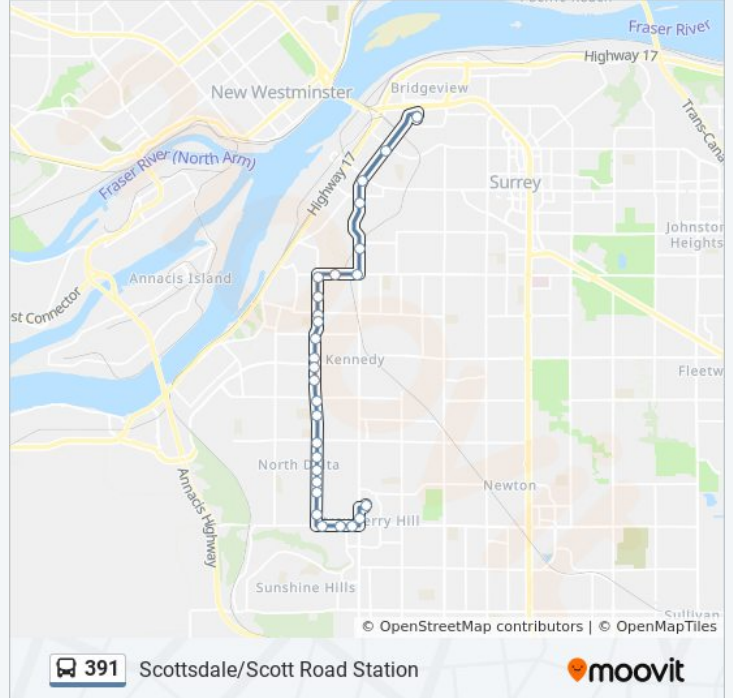 Fraser River
Highway 17
Bridgeview
New Westminster
Trans-Cana
Fraser River (North Arm)
Highway 17
Surrey
Johnston
Heights
Annacis Island
st Connector
Kennedy
Fleetw
North Delta
Newton
Annacis Highway
erry Hill
Sunshine Hills
Sullivan
© OpenStreetMap contributors | © OpenMapTiles
391 Scottsdale/Scott Road Station
moovit